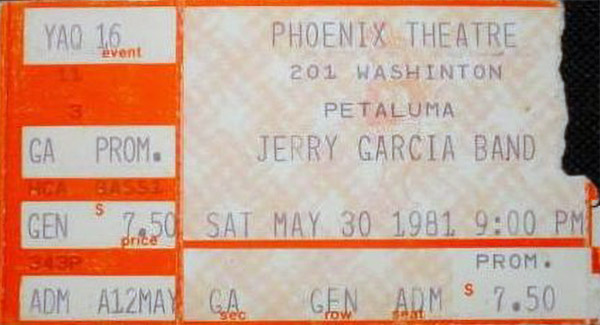 YAQ 16
event
11
3
GA PROM.
GEN $ 7.50
price
343P
ADM A12MAY
PHOENIX THEATRE
201 WASHINTON
PETALUMA
JERRY GARCIA BAND
SAT MAY 30 1981 9:00 PM
PROM.
GA GEN ADM $ 7.50
sec row seat